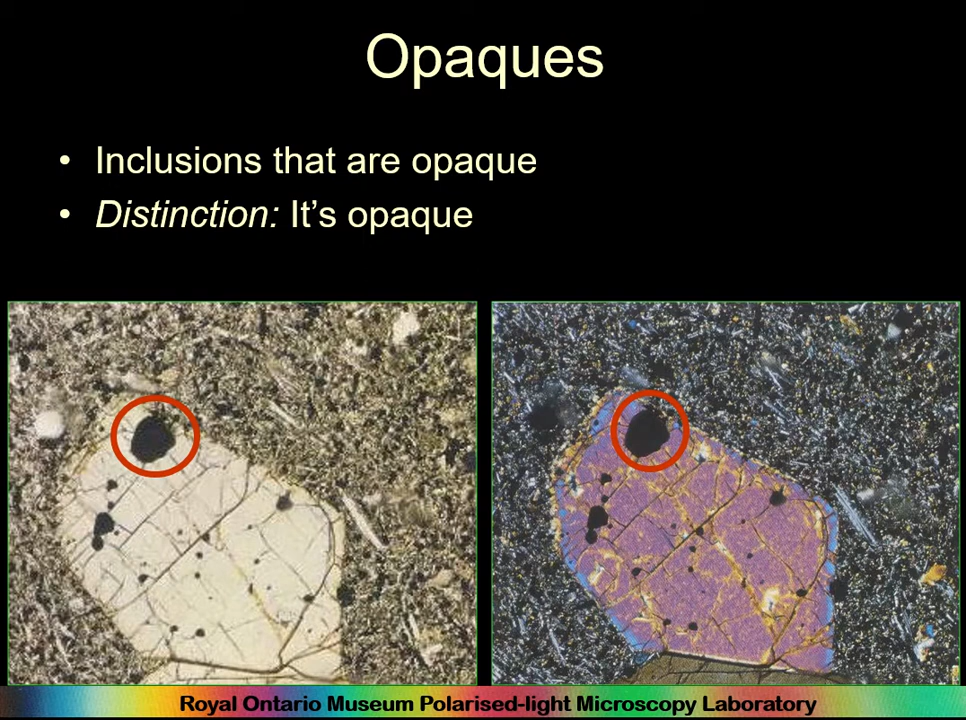 Opaques
• Inclusions that are opaque
• Distinction: It’s opaque
Royal Ontario Museum Polarised-light Microscopy Laboratory